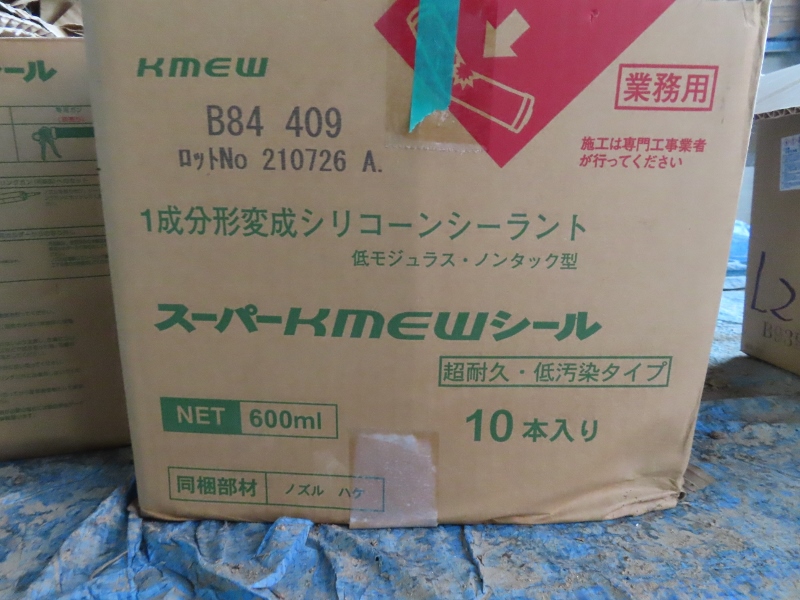 KMEW
B84 409
ロットNo 210726 A.
業務用
施工は専門工事業者
が行ってください
1成分形変成シリコーンシーラント
低モジュラス・ノンタック型
スーパーKMEWシール
超耐久・低汚染タイプ
NET 600ml
10本入り
同梱部材 ノズル ハケ
シール
L2